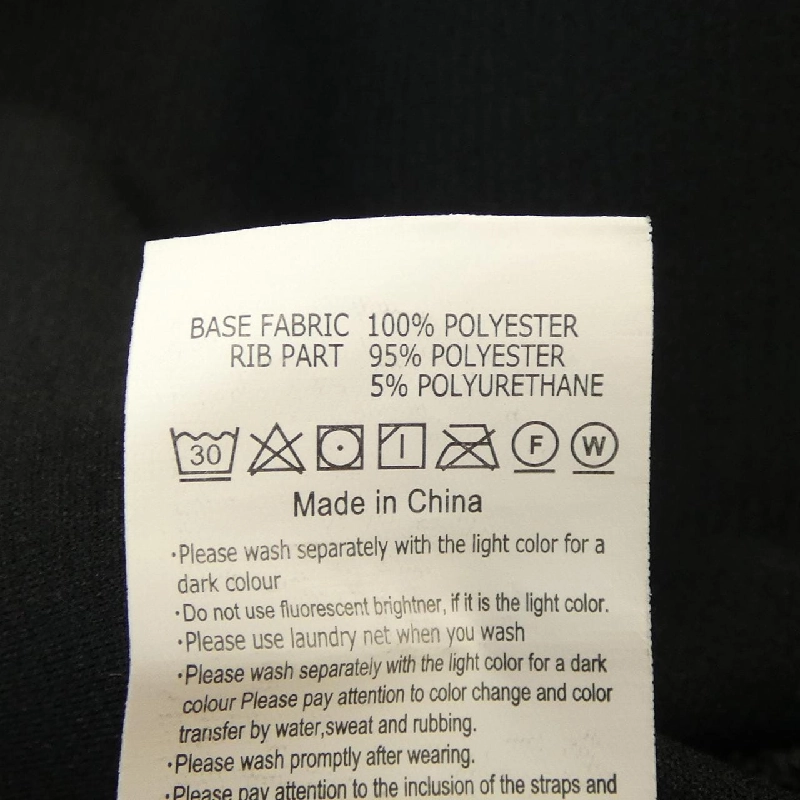 BASE FABRIC 100% POLYESTER
RIB PART 95% POLYESTER
5% POLYURETHANE
30 F W
Made in China
·Please wash separately with the light color for a
dark colour
·Do not use fluorescent brightner, if it is the light color.
·Please use laundry net when you wash
·Please wash separately with the light color for a dark
colour Please pay attention to color change and color
transfer by water,sweat and rubbing.
·Please wash promptly after wearing.
·Please pay attention to the inclusion of the straps and